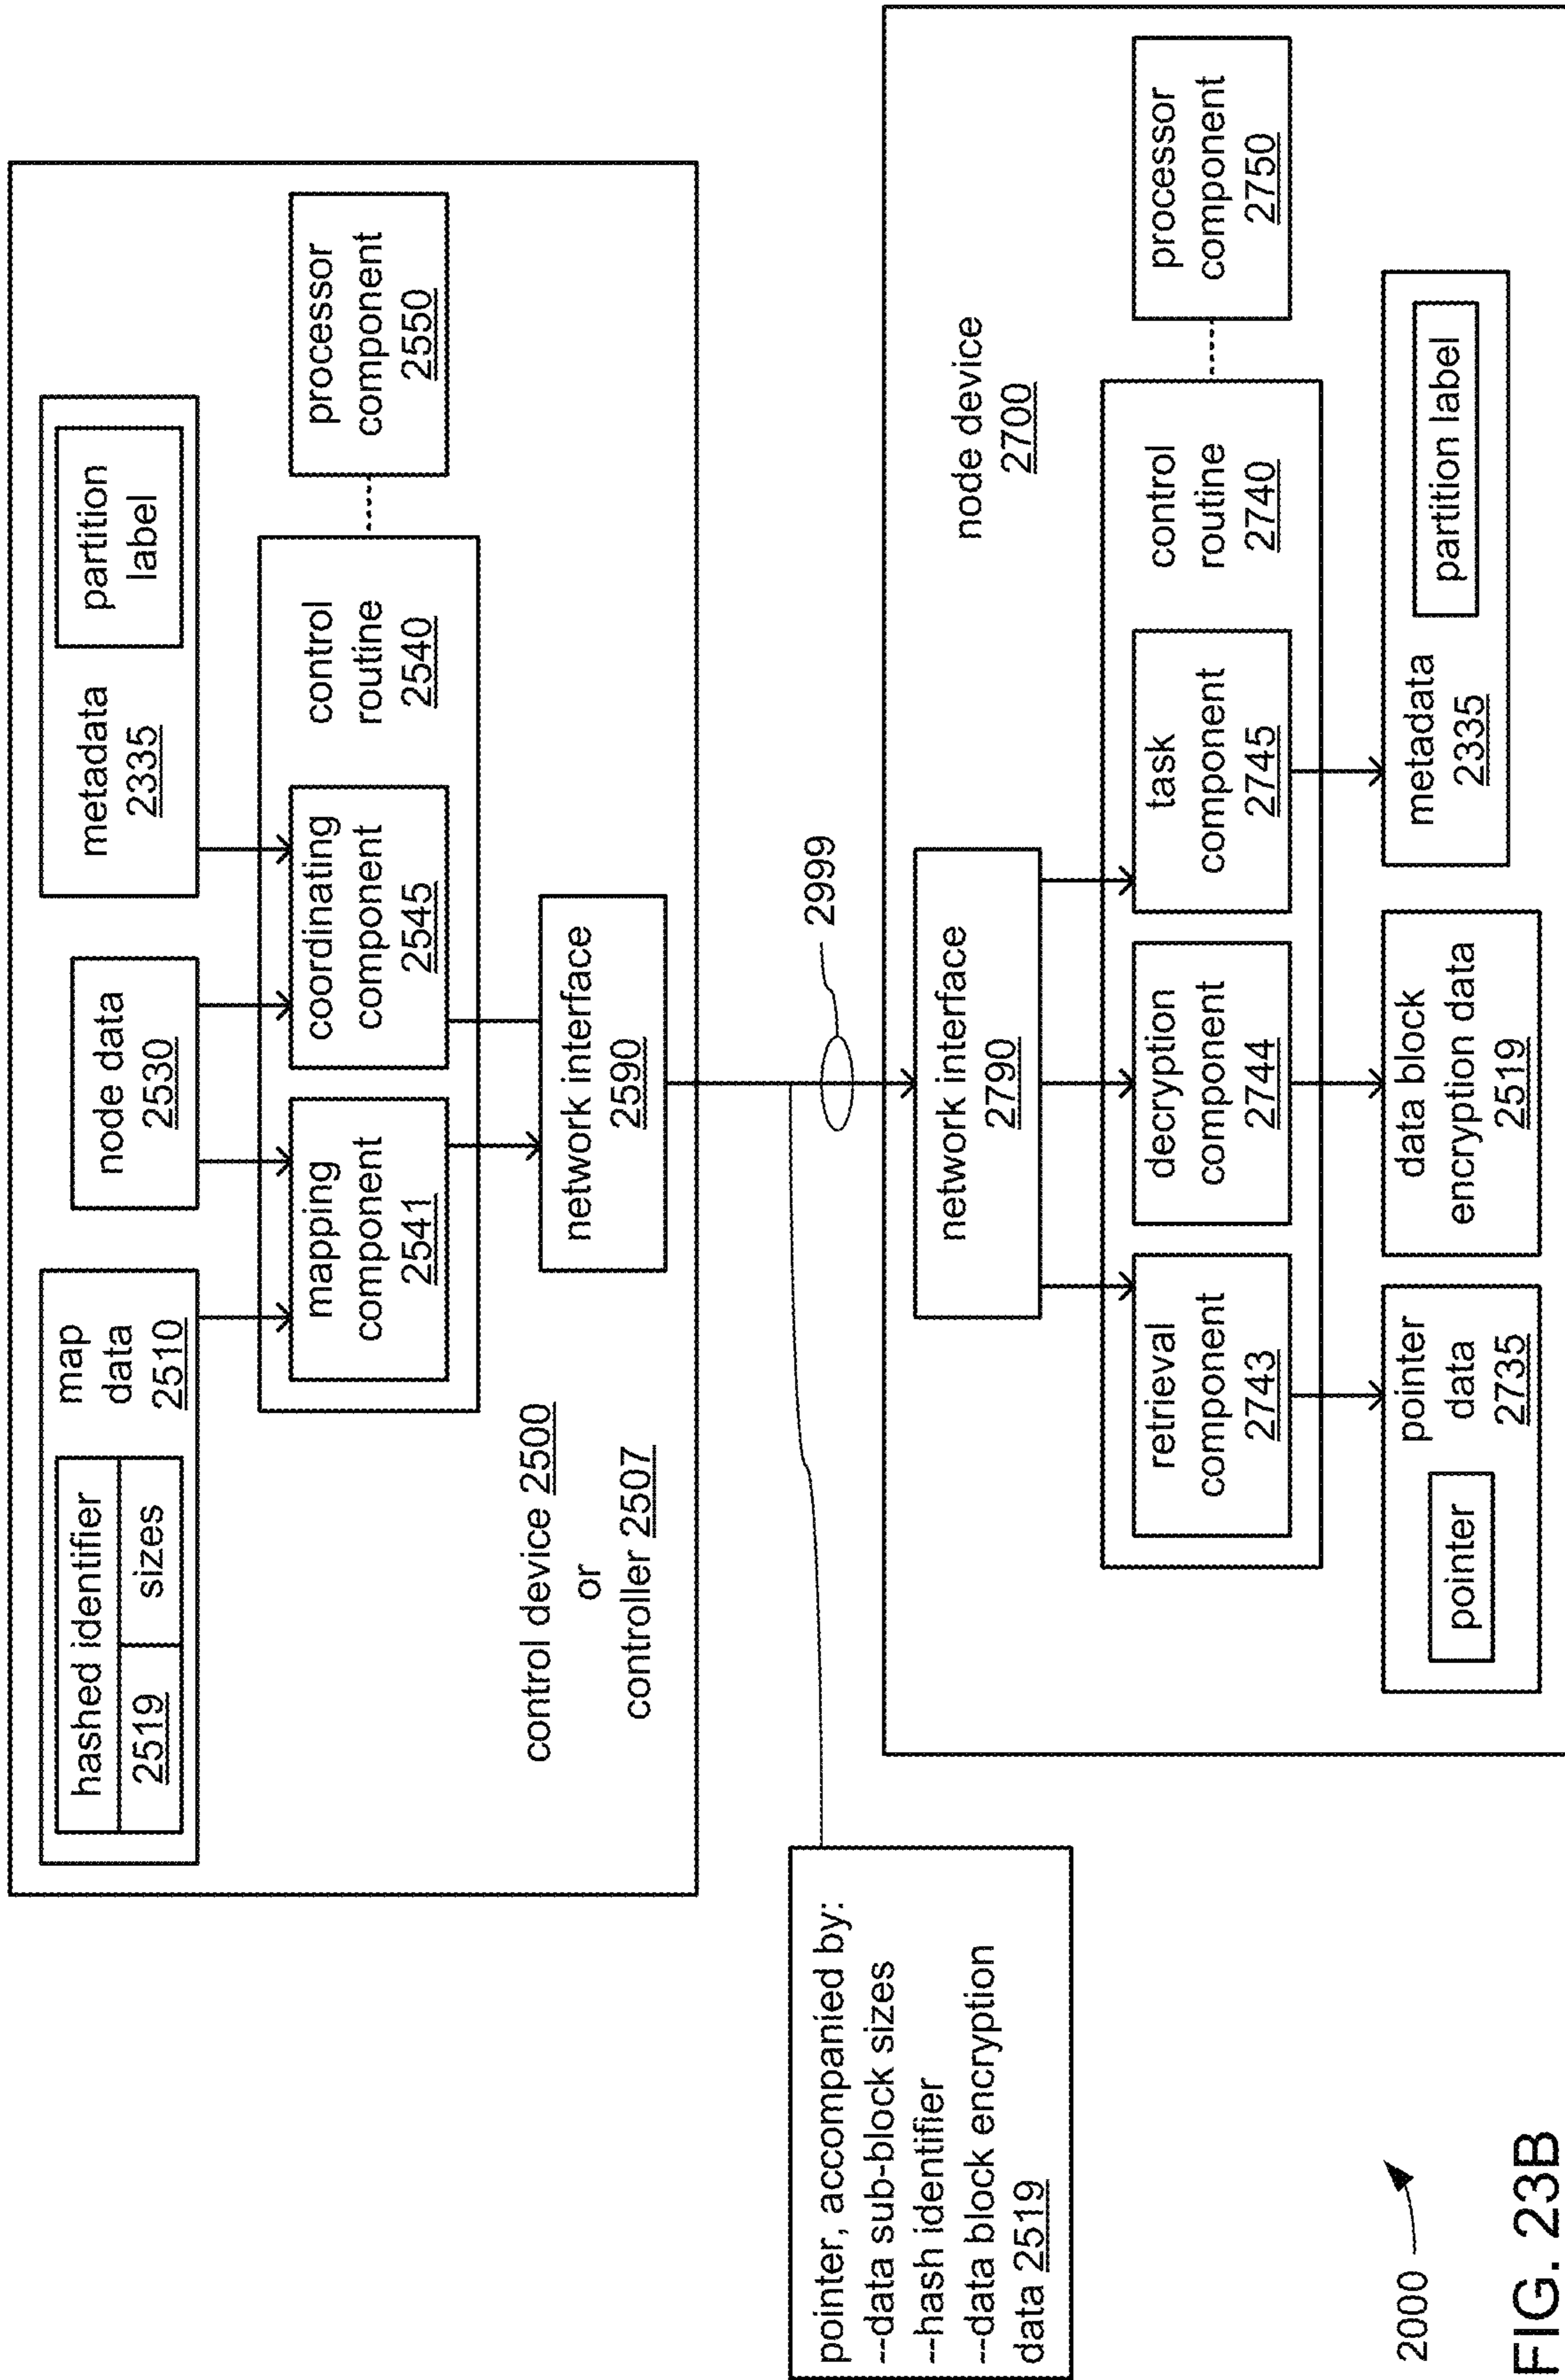 hashed identifier
2519
sizes
map
data
2510
node data
2530
metadata
2335
partition
label
mapping
component
2541
coordinating
component
2545
control
routine
2540
processor
component
2550
control device 2500
or
controller 2507
network interface
2590
pointer, accompanied by:
--data sub-block sizes
--hash identifier
--data block encryption
data 2519
2999
network interface
2790
node device
2700
retrieval
component
2743
decryption
component
2744
task
component
2745
control
routine
2740
processor
component
2750
pointer
pointer
data
2735
data block
encryption data
2519
metadata
2335
partition label
2000
FIG. 23B